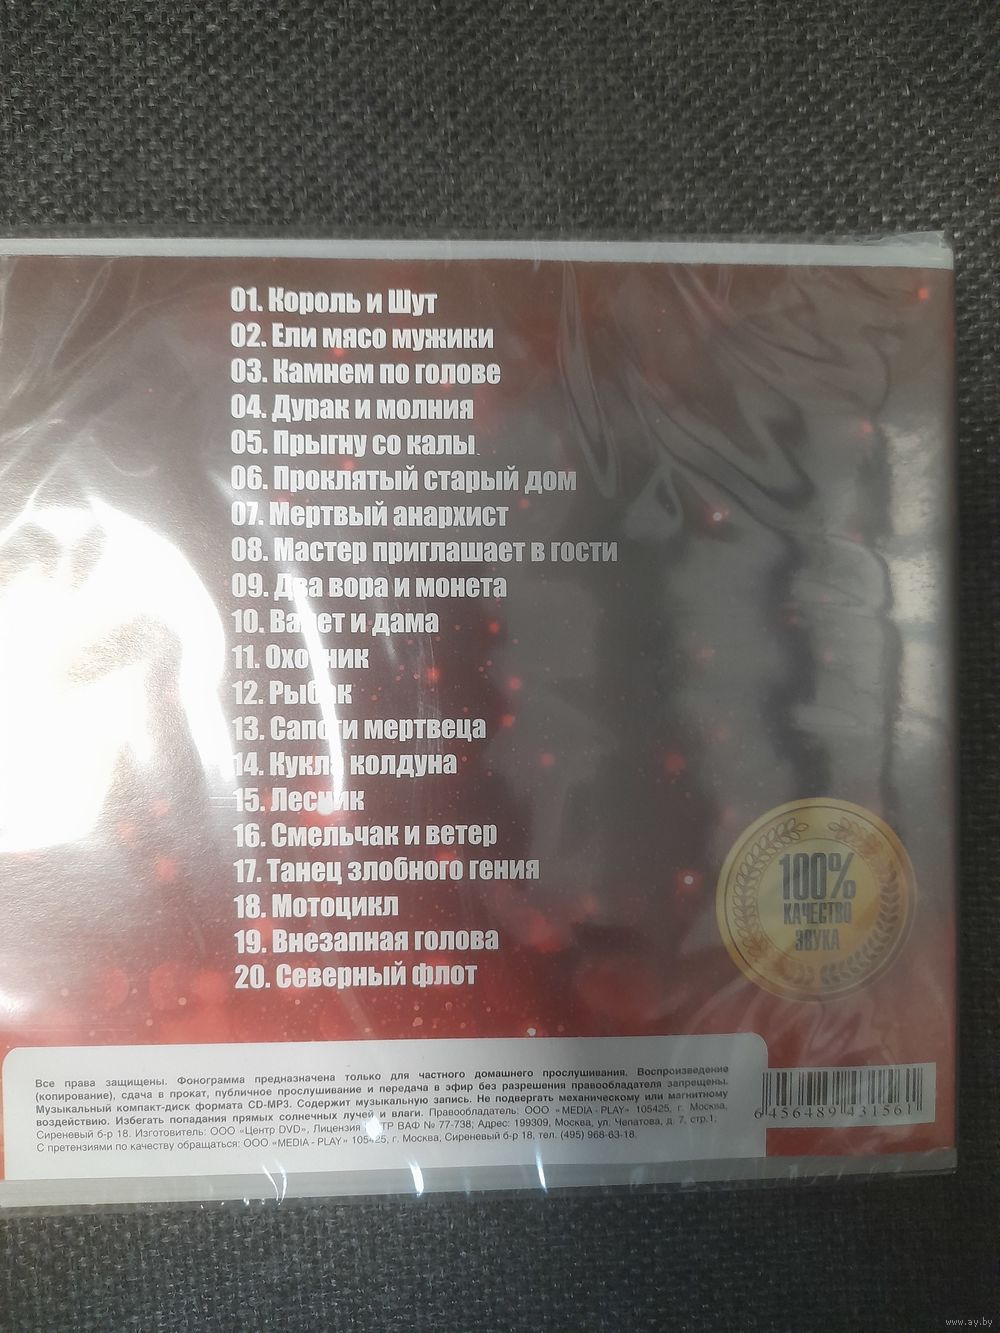 01. Король и Шут
02. Ели мясо мужики
03. Камнем по голове
04. Дурак и молния
05. Прыгну со калы
06. Проклятый старый дом
07. Мертвый анархист
08. Мастер приглашает в гости
09. Два вора и монета
10. Валет и дама
11. Охотник
12. Рыбак
13. Сапоги мертвеца
14. Кукла колдуна
15. Лесник
16. Смельчак и ветер
17. Танец злобного гения
18. Мотоцикл
19. Внезапная голова
20. Северный флот
100%
КАЧЕСТВО
ЗВУКА
Все права защищены. Фонограмма предназначена только для частного домашнего прослушивания. Воспроизведение
(копирование), сдача в прокат, публичное прослушивание и передача в эфир без разрешения правообладателя запрещены.
Музыкальный компакт-диск формата CD-MP3. Содержит музыкальную запись. Не подвергать механическому или магнитному
воздействию. Избегать попадания прямых солнечных лучей и влаги. Правообладатель: ООО «MEDIA - PLAY» 105425, г. Москва,
Сиреневый б-р 18. Изготовитель: ООО «Центр DVD», Лицензия МПТР ВАФ № 77-738; Адрес: 199309, Москва, ул. Чепатова, д. 7, стр.1.
С претензиями по качеству обращаться: ООО «MEDIA - PLAY» 105425, г. Москва, Сиреневый б-р 18, тел. (495) 968-63-18.
6 456489 431561
www.ay.by